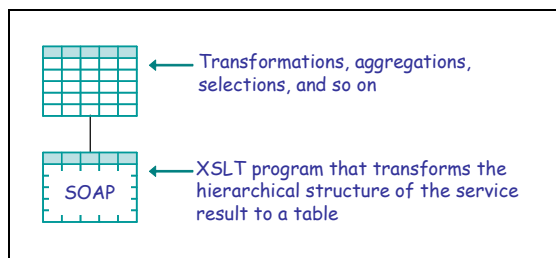 Transformations, aggregations,
selections, and so on
SOAP
XSLT program that transforms the
hierarchical structure of the service
result to a table